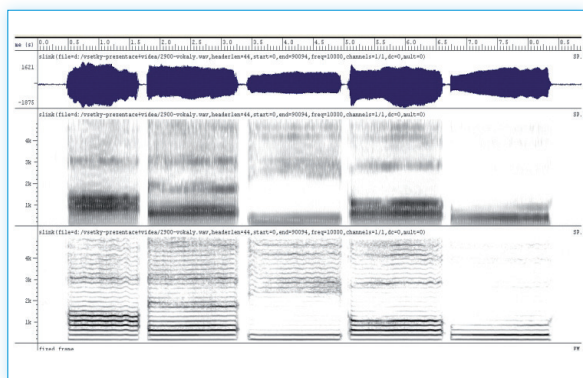 ms (s) 0.0 0.5 1.0 1.5 2.0 2.5 3.0 3.5 4.0 4.5 5.0 5.5 6.0 6.5 7.0 7.5 8.0 8.5
slink(file=d:/vsetky-presentace+videa/Z900-vokaly.wav,headerlen=44,start=0,end=90094,freq=10000,channels=1/1,dc=0,mult=0) SP.
1621
-1875
slink(file=d:/vsetky-presentace+videa/Z900-vokaly.wav,headerlen=44,start=0,end=90094,freq=10000,channels=1/1,dc=0,mult=0) SP.
4k
3k
2k
1k
slink(file=d:/vsetky-presentace+videa/Z900-vokaly.wav,headerlen=44,start=0,end=90094,freq=10000,channels=1/1,dc=0,mult=0) SP.
4k
3k
2k
1k
fixed frame